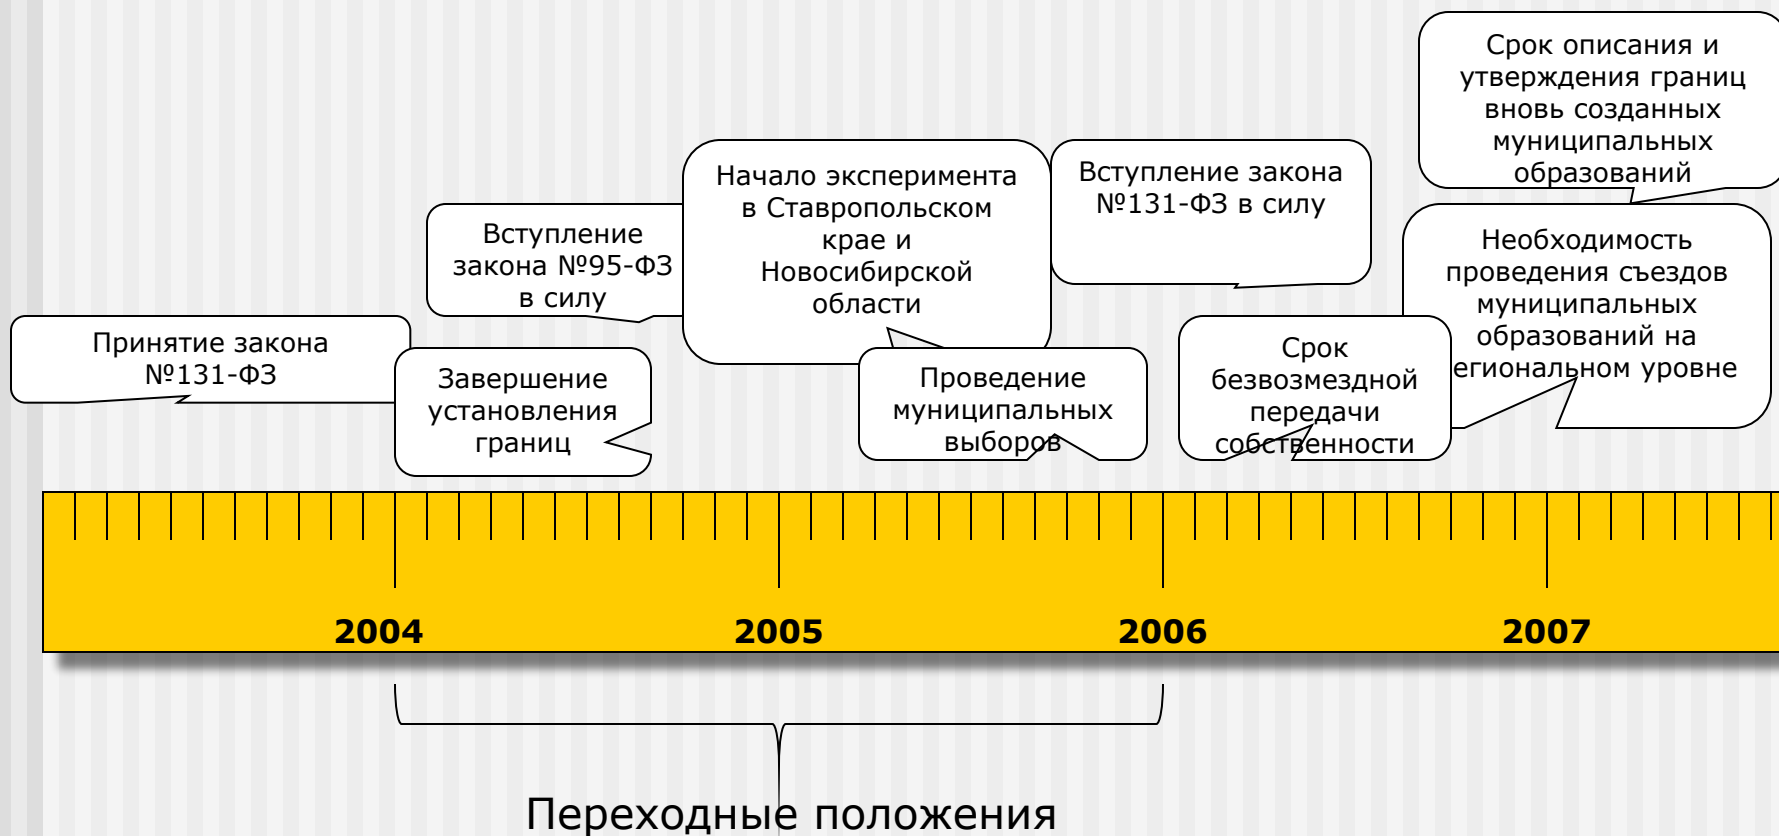 Срок описания и
утверждения границ
вновь созданных
муниципальных
образований
Начало эксперимента
в Ставропольском
крае и
Новосибирской
области
Вступление закона
№131-ФЗ в силу
Вступление
закона №95-ФЗ
в силу
Необходимость
проведения съездов
муниципальных
образований на
егиональном уровне
Принятие закона
№131-ФЗ
Завершение
установления
границ
Проведение
муниципальных
выборов
Срок
безвозмездной
передачи
собственности
2004
2005
2006
2007
Переходные положения